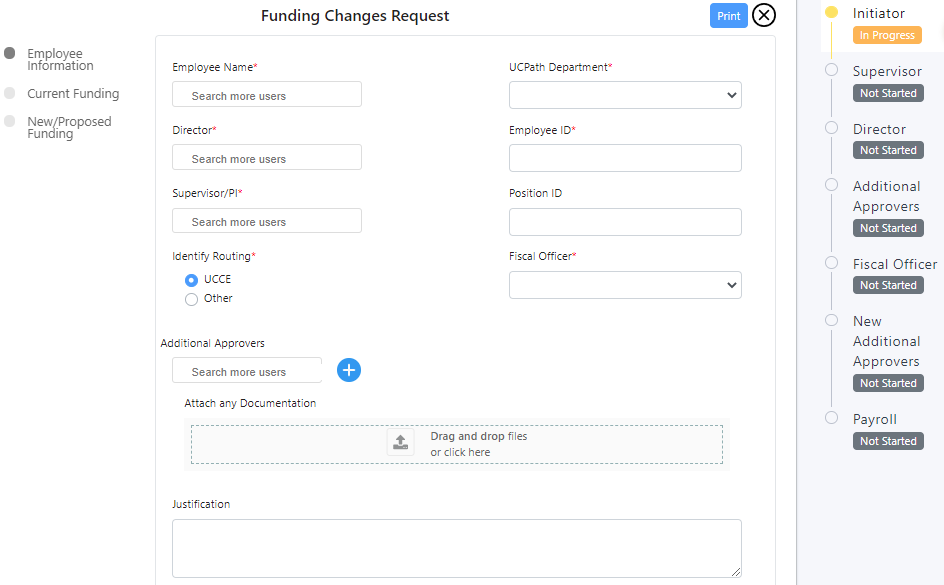 Funding Changes Request
Print
Employee
Information
Current Funding
New/Proposed
Funding
Employee Name*
Search more users
UCPath Department*
Director*
Search more users
Employee ID*
Supervisor/PI*
Search more users
Position ID
Identify Routing*
UCCE
Other
Fiscal Officer*
Additional Approvers
Search more users
Attach any Documentation
Drag and drop files
or click here
Justification
Initiator
In Progress
Supervisor
Not Started
Director
Not Started
Additional
Approvers
Not Started
Fiscal Officer
Not Started
New
Additional
Approvers
Not Started
Payroll
Not Started